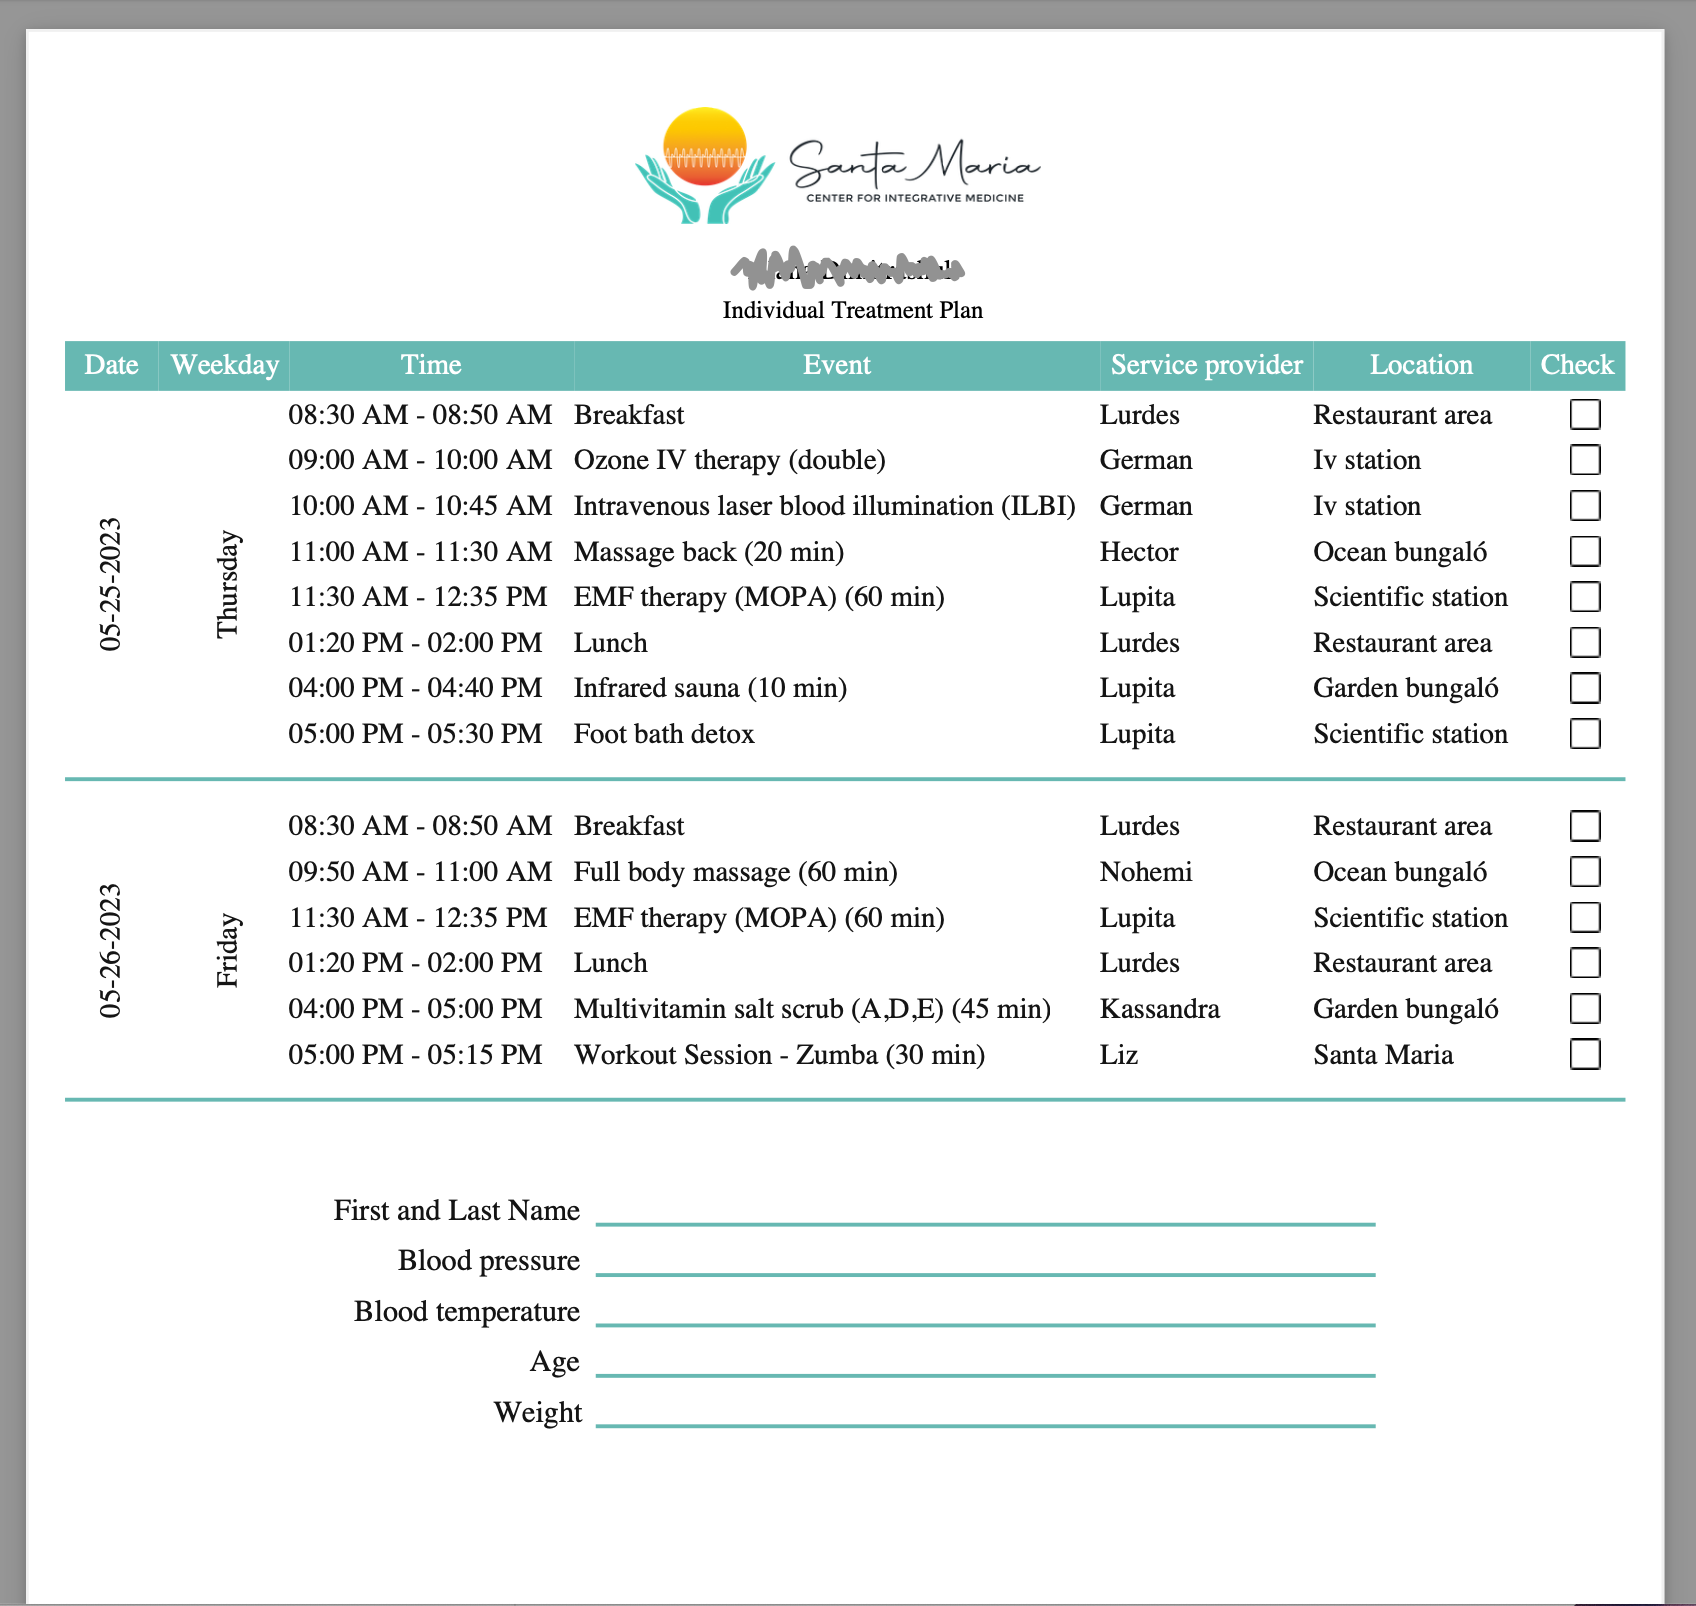 Santa Maria
CENTER FOR INTEGRATIVE MEDICINE
Individual Treatment Plan
Date Weekday Time Event Service provider Location Check
05-25-2023
Thursday
08:30 AM - 08:50 AM Breakfast Lurdes Restaurant area
09:00 AM - 10:00 AM Ozone IV therapy (double) German Iv station
10:00 AM - 10:45 AM Intravenous laser blood illumination (ILBI) German Iv station
11:00 AM - 11:30 AM Massage back (20 min) Hector Ocean bungaló
11:30 AM - 12:35 PM EMF therapy (MOPA) (60 min) Lupita Scientific station
01:20 PM - 02:00 PM Lunch Lurdes Restaurant area
04:00 PM - 04:40 PM Infrared sauna (10 min) Lupita Garden bungaló
05:00 PM - 05:30 PM Foot bath detox Lupita Scientific station
05-26-2023
Friday
08:30 AM - 08:50 AM Breakfast Lurdes Restaurant area
09:50 AM - 11:00 AM Full body massage (60 min) Nohemi Ocean bungaló
11:30 AM - 12:35 PM EMF therapy (MOPA) (60 min) Lupita Scientific station
01:20 PM - 02:00 PM Lunch Lurdes Restaurant area
04:00 PM - 05:00 PM Multivitamin salt scrub (A,D,E) (45 min) Kassandra Garden bungaló
05:00 PM - 05:15 PM Workout Session - Zumba (30 min) Liz Santa Maria
First and Last Name
Blood pressure
Blood temperature
Age
Weight